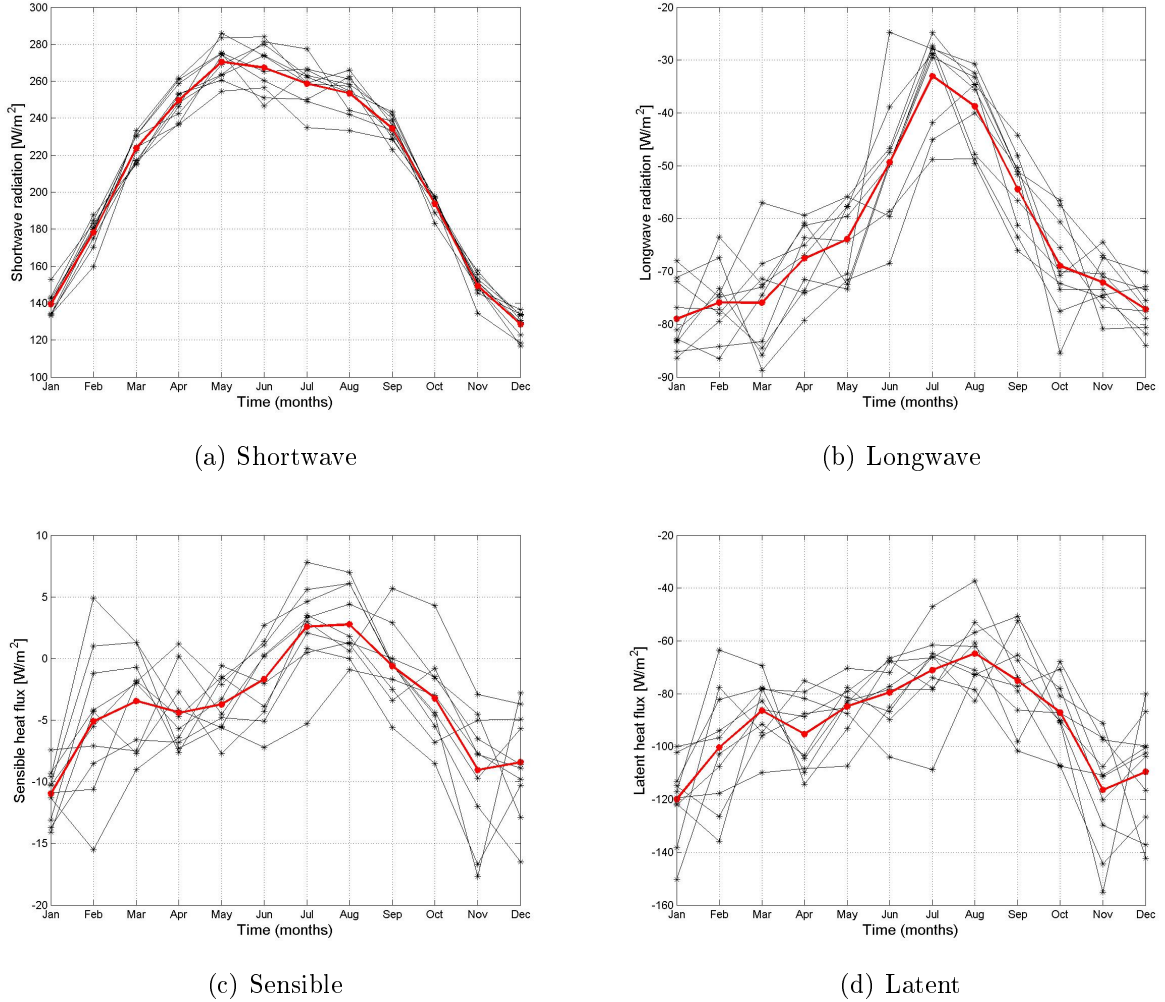 300
280
260
240
220
200
180
160
140
120
100
Shortwave radiation [W/m²]
Jan Feb Mar Apr May Jun Jul Aug Sep Oct Nov Dec
Time (months)
(a) Shortwave
-20
-30
-40
-50
-60
-70
-80
-90
Longwave radiation [W/m²]
Jan Feb Mar Apr May Jun Jul Aug Sep Oct Nov Dec
Time (months)
(b) Longwave
10
5
0
-5
-10
-15
-20
Sensible heat flux [W/m²]
Jan Feb Mar Apr May Jun Jul Aug Sep Oct Nov Dec
Time (months)
(c) Sensible
-20
-40
-60
-80
-100
-120
-140
-160
Latent heat flux [W/m²]
Jan Feb Mar Apr May Jun Jul Aug Sep Oct Nov Dec
Time (months)
(d) Latent